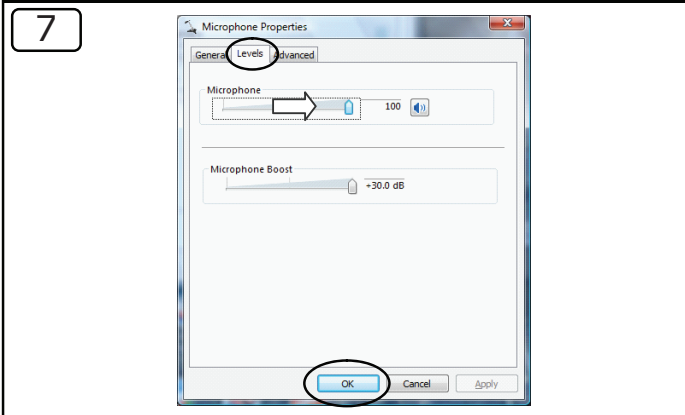 7
Microphone Properties
General Levels Advanced
Microphone
100
Microphone Boost
+30.0 dB
OK Cancel Apply